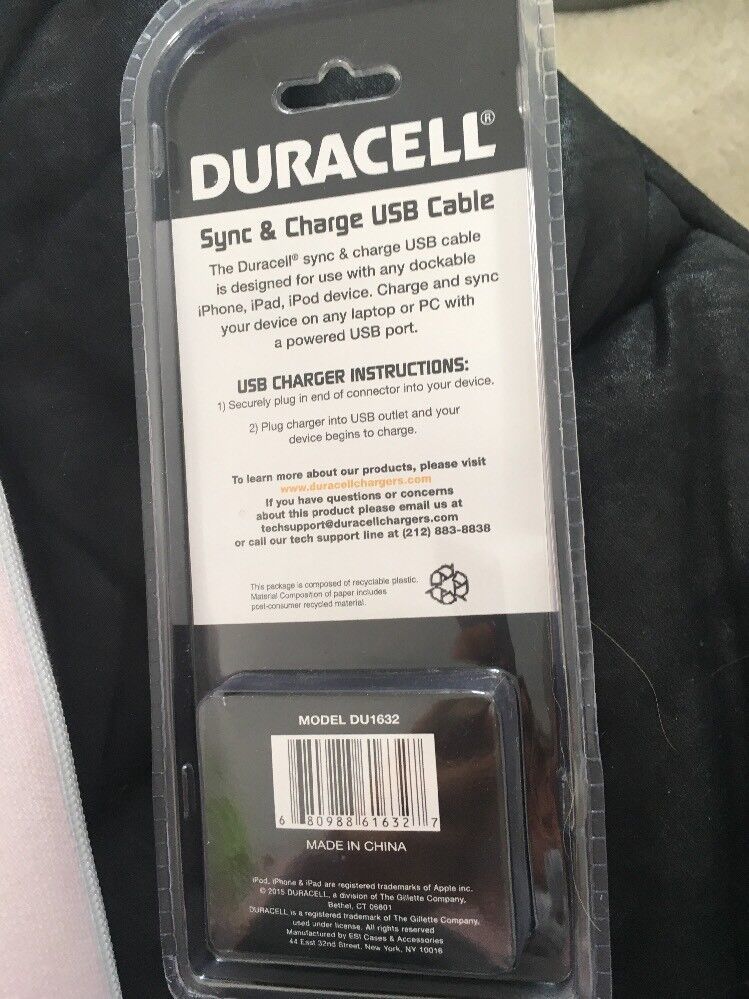 DURACELL®
Sync & Charge USB Cable
The Duracell® sync & charge USB cable
is designed for use with any dockable
iPhone, iPad, iPod device. Charge and sync
your device on any laptop or PC with
a powered USB port.
USB CHARGER INSTRUCTIONS:
1) Securely plug in end of connector into your device.
2) Plug charger into USB outlet and your
device begins to charge.
To learn more about our products, please visit
www.duracellchargers.com
If you have questions or concerns
about this product please email us at
techsupport@duracellchargers.com
or call our tech support line at (212) 883-8838
This package is composed of recyclable plastic.
Material Composition of paper includes
post-consumer recycled material.
MODEL DU1632
6 80988 61632 7
MADE IN CHINA
iPod, iPhone & iPad are registered trademarks of Apple inc.
© 2015 DURACELL, a division of The Gillette Company,
Bethel, CT 06801
DURACELL is a registered trademark of The Gillette Company,
used under license. All rights reserved
Manufactured by ESI Cases & Accessories
44 East 32nd Street, New York, NY 10016